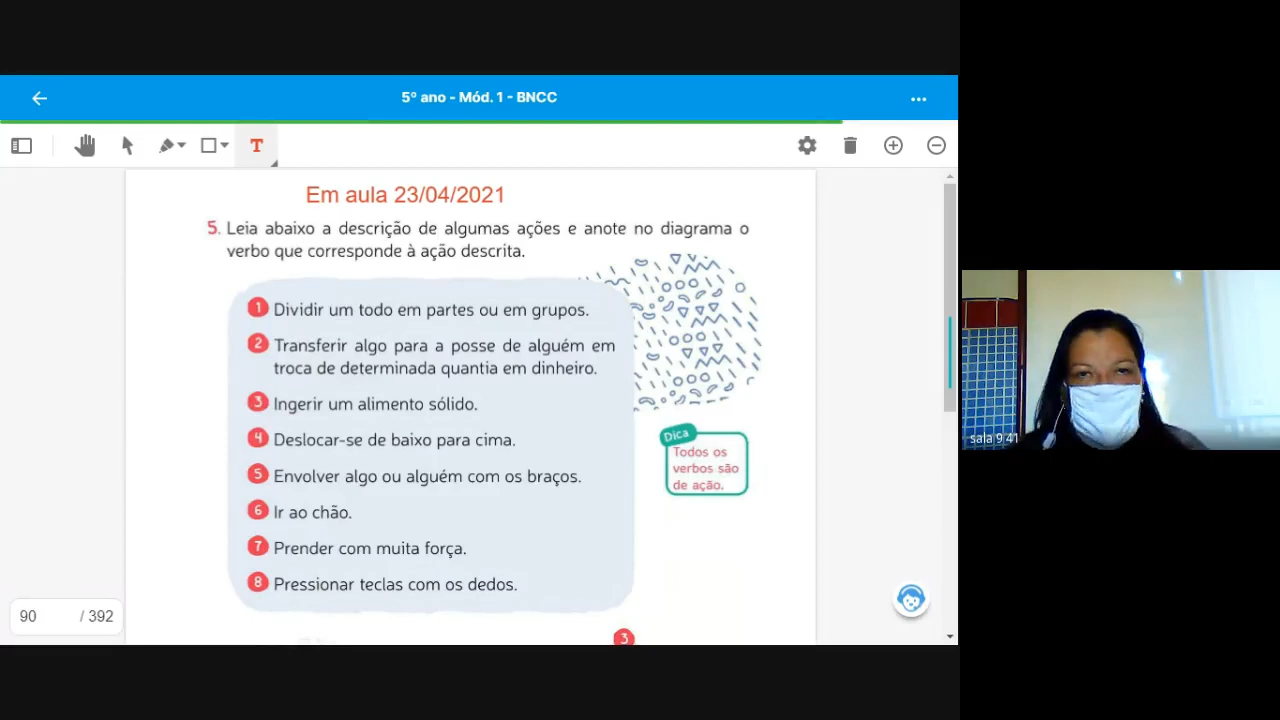 5º ano - Mód. 1 - BNCC
T
Em aula 23/04/2021
5. Leia abaixo a descrição de algumas ações e anote no diagrama o
verbo que corresponde à ação descrita.
1 Dividir um todo em partes ou em grupos.
2 Transferir algo para a posse de alguém em
troca de determinada quantia em dinheiro.
3 Ingerir um alimento sólido.
4 Deslocar-se de baixo para cima.
5 Envolver algo ou alguém com os braços.
6 Ir ao chão.
7 Prender com muita força.
8 Pressionar teclas com os dedos.
Dica
Todos os
verbos são
de ação.
90 / 392
3
sala 9 41